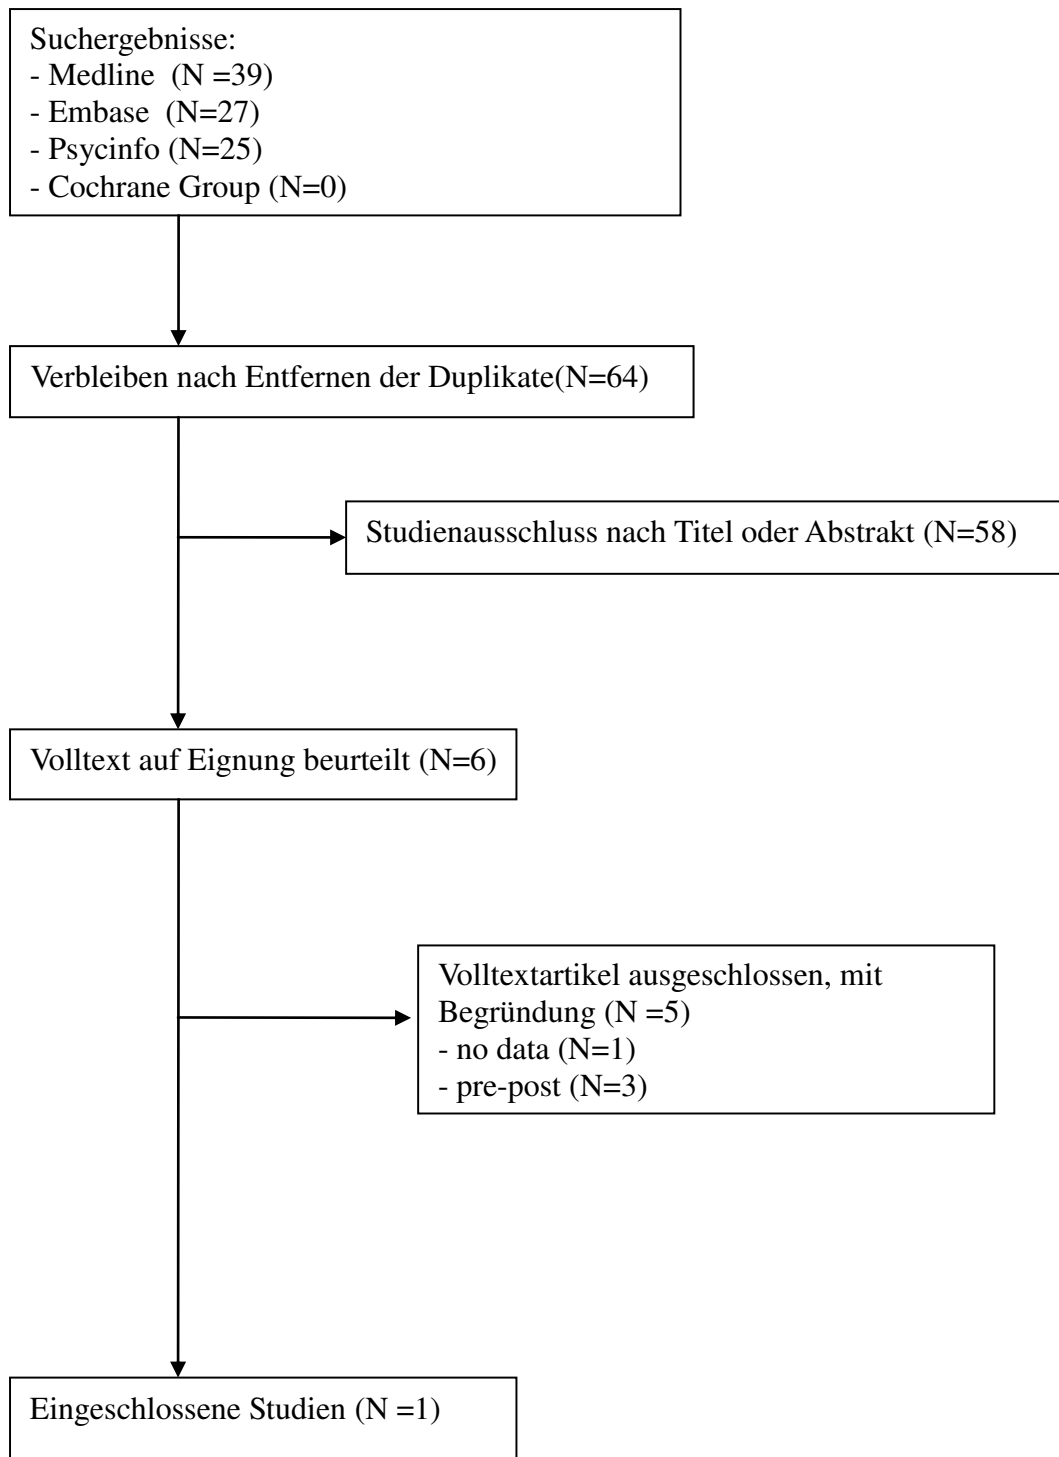 Suchergebnisse:
- Medline (N =39)
- Embase (N=27)
- Psycinfo (N=25)
- Cochrane Group (N=0)
Verbleiben nach Entfernen der Duplikate(N=64)
Studienausschluss nach Titel oder Abstrakt (N=58)
Volltext auf Eignung beurteilt (N=6)
Volltextartikel ausgeschlossen, mit
Begründung (N =5)
- no data (N=1)
- pre-post (N=3)
Eingeschlossene Studien (N =1)